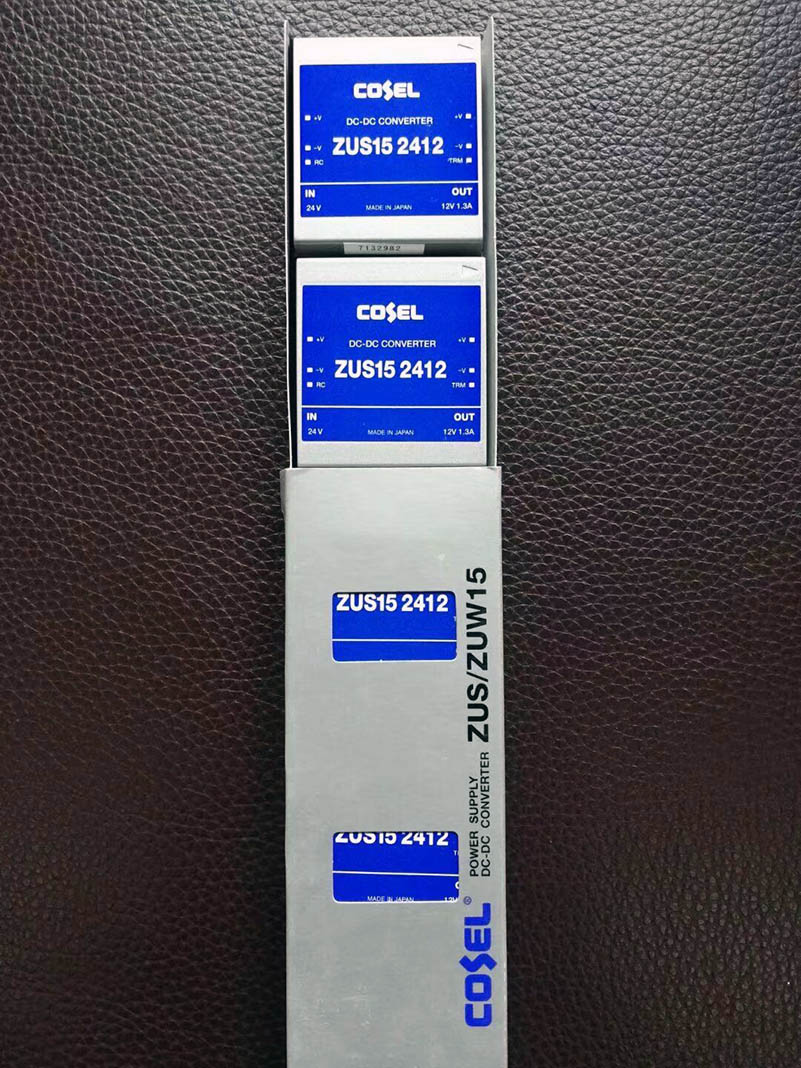 COSEL
DC-DC CONVERTER
+V +V
ZUS15 2412
-V -V
RC TRM
IN OUT
24V MADE IN JAPAN 12V 1.3A
7132982
COSEL
DC-DC CONVERTER
+V +V
ZUS15 2412
-V -V
RC TRM
IN OUT
24V MADE IN JAPAN 12V 1.3A
ZUS15 2412
ZUS15 2412
MADE IN JAPAN
COSEL®
POWER SUPPLY
DC-DC CONVERTER
ZUS/ZUW15